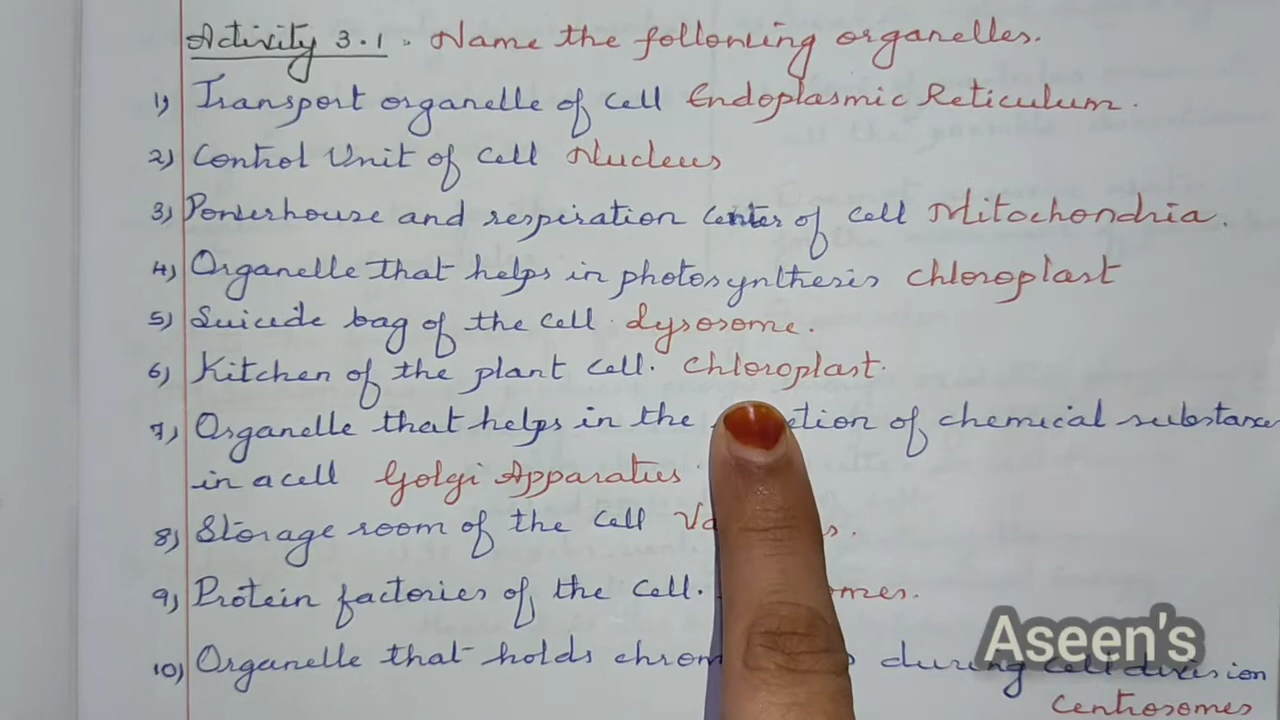 Activity 3.1. Name the following organelles.
1) Transport organelle of cell Endoplasmic Reticulum.
2) Control Unit of cell Nucleus
3) Powerhouse and respiration center of cell Mitochondria.
4) Organelle that helps in photosynthesis chloroplast
5) Suicide bag of the cell. Lysosome.
6) Kitchen of the plant cell. Chloroplast.
7) Organelle that helps in the of chemical substance
in a cell Golgi Apparatus
8) Storage room of the cell
9) Protein factories of the cell.
10) Organelle that holds during cell division
Centrosomes
Aseen's